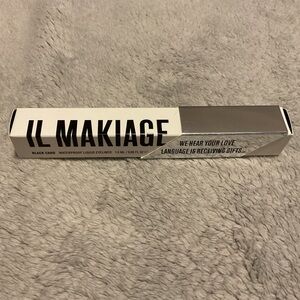 IL MAKIAGE
BLACK CARD WATERPROOF LIQUID EYELINER
WE HEAR YOUR LOVE
LANGUAGE IS RECEIVING GIFTS...